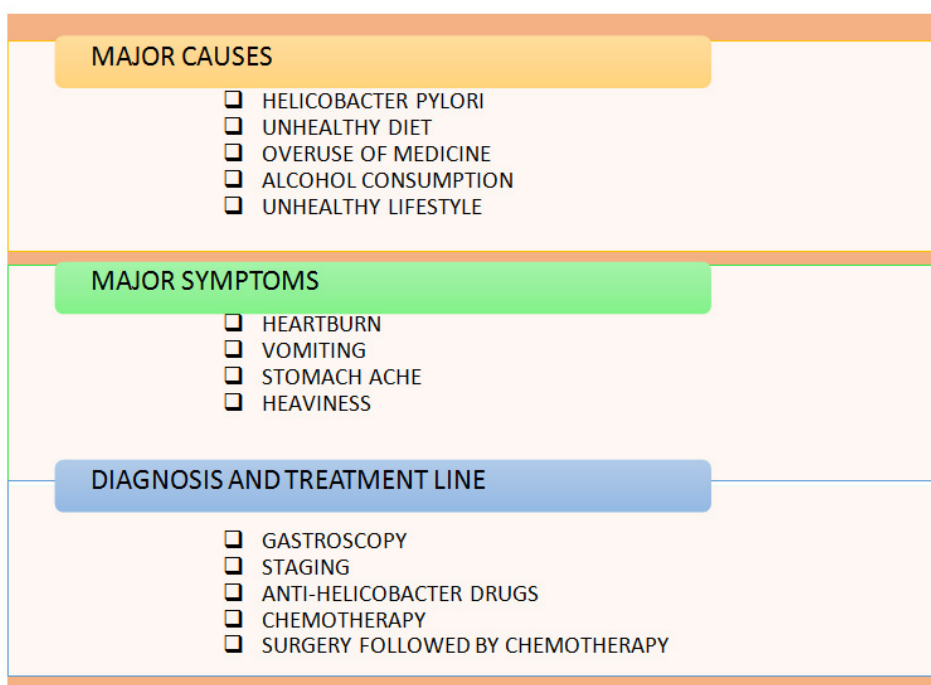 MAJOR CAUSES
HELICOBACTER PYLORI
UNHEALTHY DIET
OVERUSE OF MEDICINE
ALCOHOL CONSUMPTION
UNHEALTHY LIFESTYLE
MAJOR SYMPTOMS
HEARTBURN
VOMITING
STOMACH ACHE
HEAVINESS
DIAGNOSIS AND TREATMENT LINE
GASTROSCOPY
STAGING
ANTI-HELICOBACTER DRUGS
CHEMOTHERAPY
SURGERY FOLLOWED BY CHEMOTHERAPY